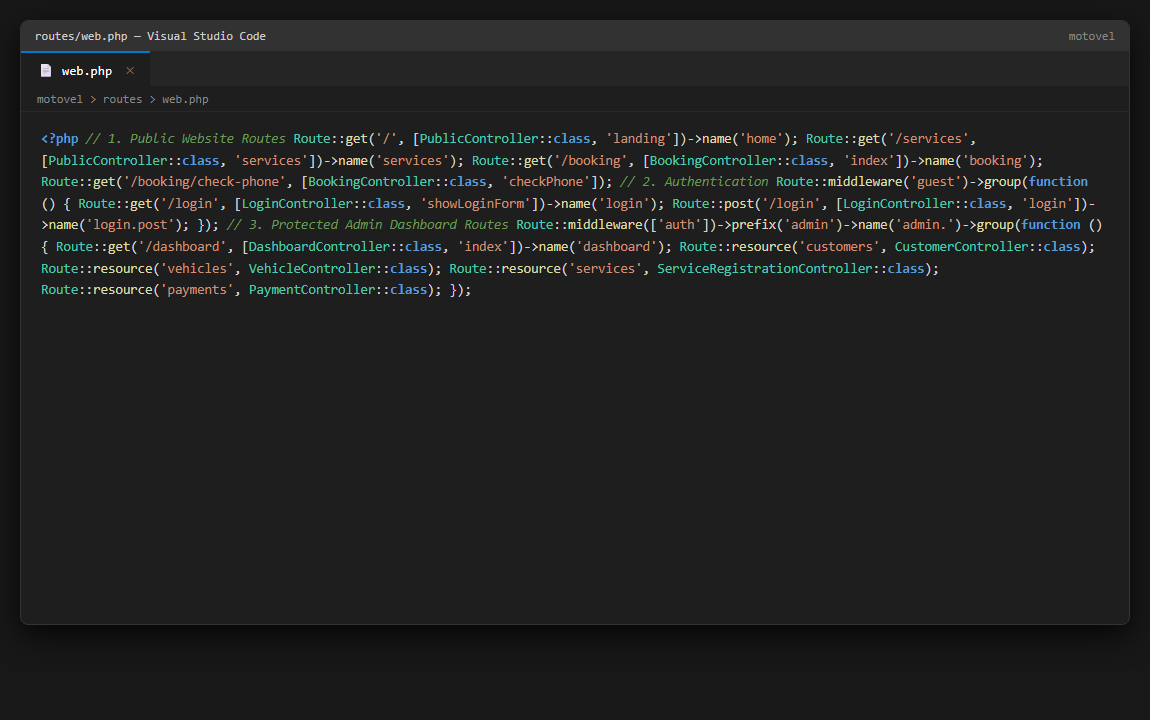 routes/web.php — Visual Studio Code
motovel
web.php ×
motovel > routes > web.php
<?php // 1. Public Website Routes Route::get('/', [PublicController::class, 'landing'])->name('home'); Route::get('/services',
[PublicController::class, 'services'])->name('services'); Route::get('/booking', [BookingController::class, 'index'])->name('booking');
Route::get('/booking/check-phone', [BookingController::class, 'checkPhone']); // 2. Authentication Route::middleware('guest')->group(function
() { Route::get('/login', [LoginController::class, 'showLoginForm'])->name('login'); Route::post('/login', [LoginController::class, 'login'])-
>name('login.post'); }); // 3. Protected Admin Dashboard Routes Route::middleware(['auth'])->prefix('admin')->name('admin.')->group(function ()
{ Route::get('/dashboard', [DashboardController::class, 'index'])->name('dashboard'); Route::resource('customers', CustomerController::class);
Route::resource('vehicles', VehicleController::class); Route::resource('services', ServiceRegistrationController::class);
Route::resource('payments', PaymentController::class); });